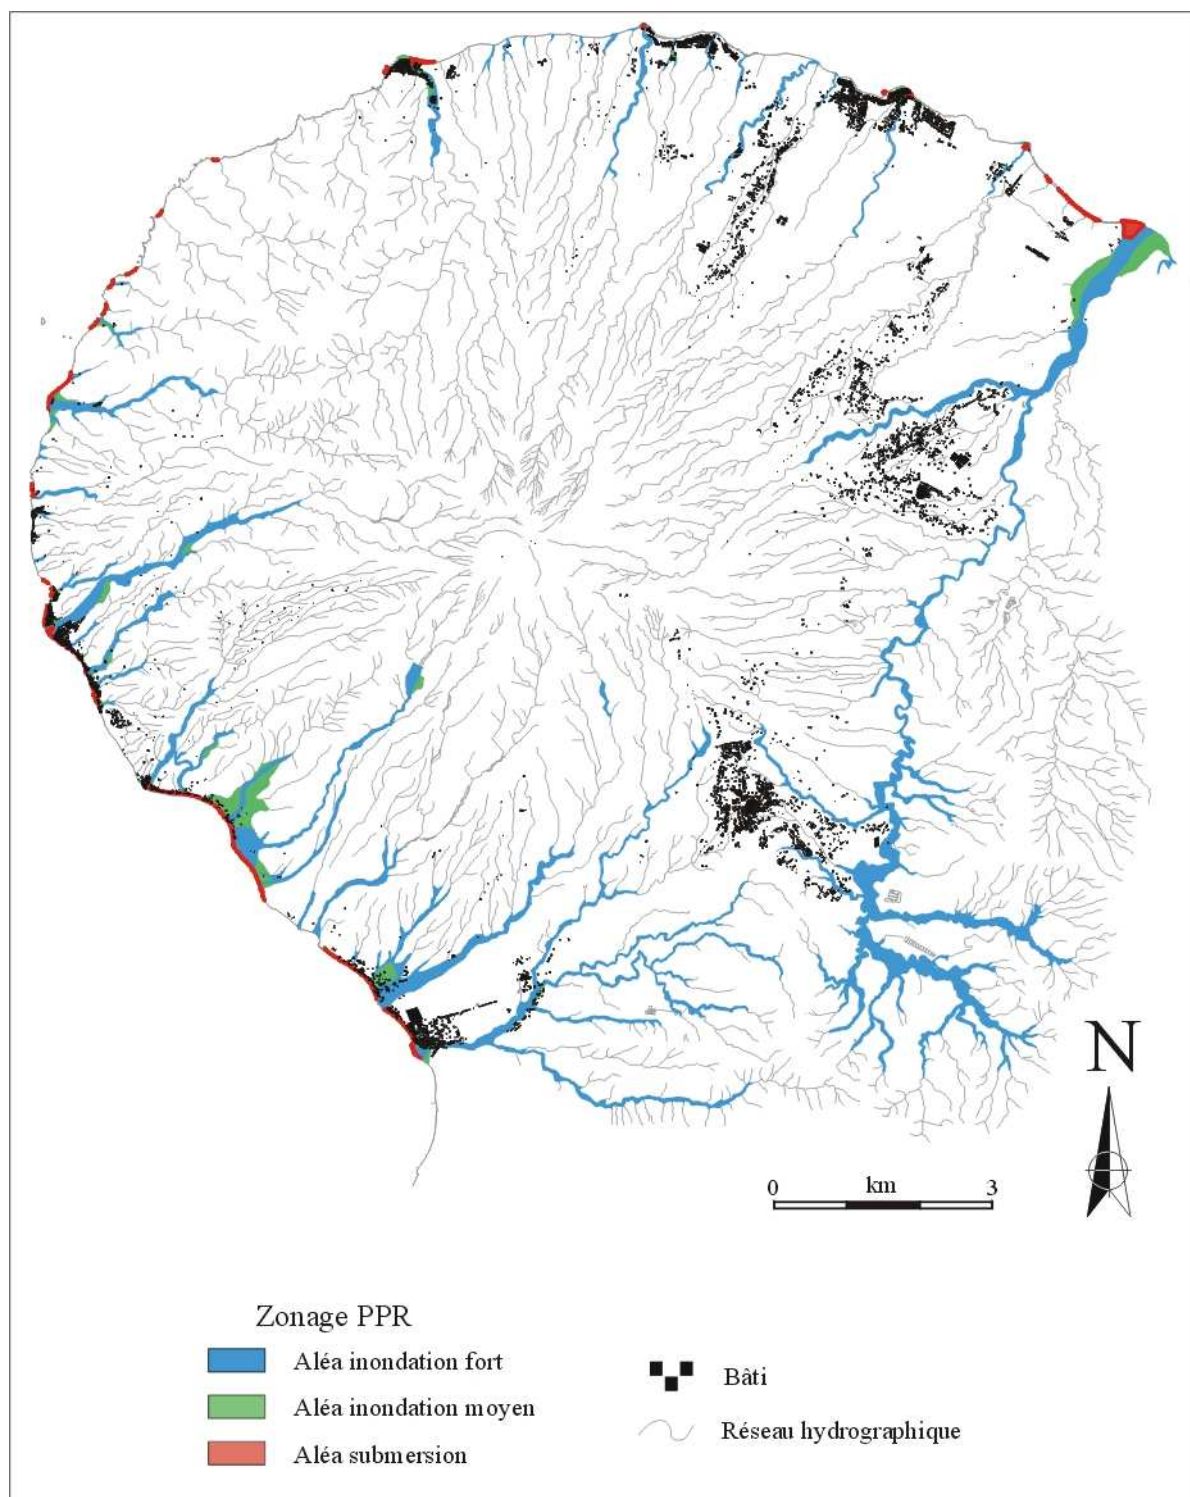 N
0 km 3
Zonage PPR
Aléa inondation fort
Aléa inondation moyen
Aléa submersion
Bâti
Réseau hydrographique